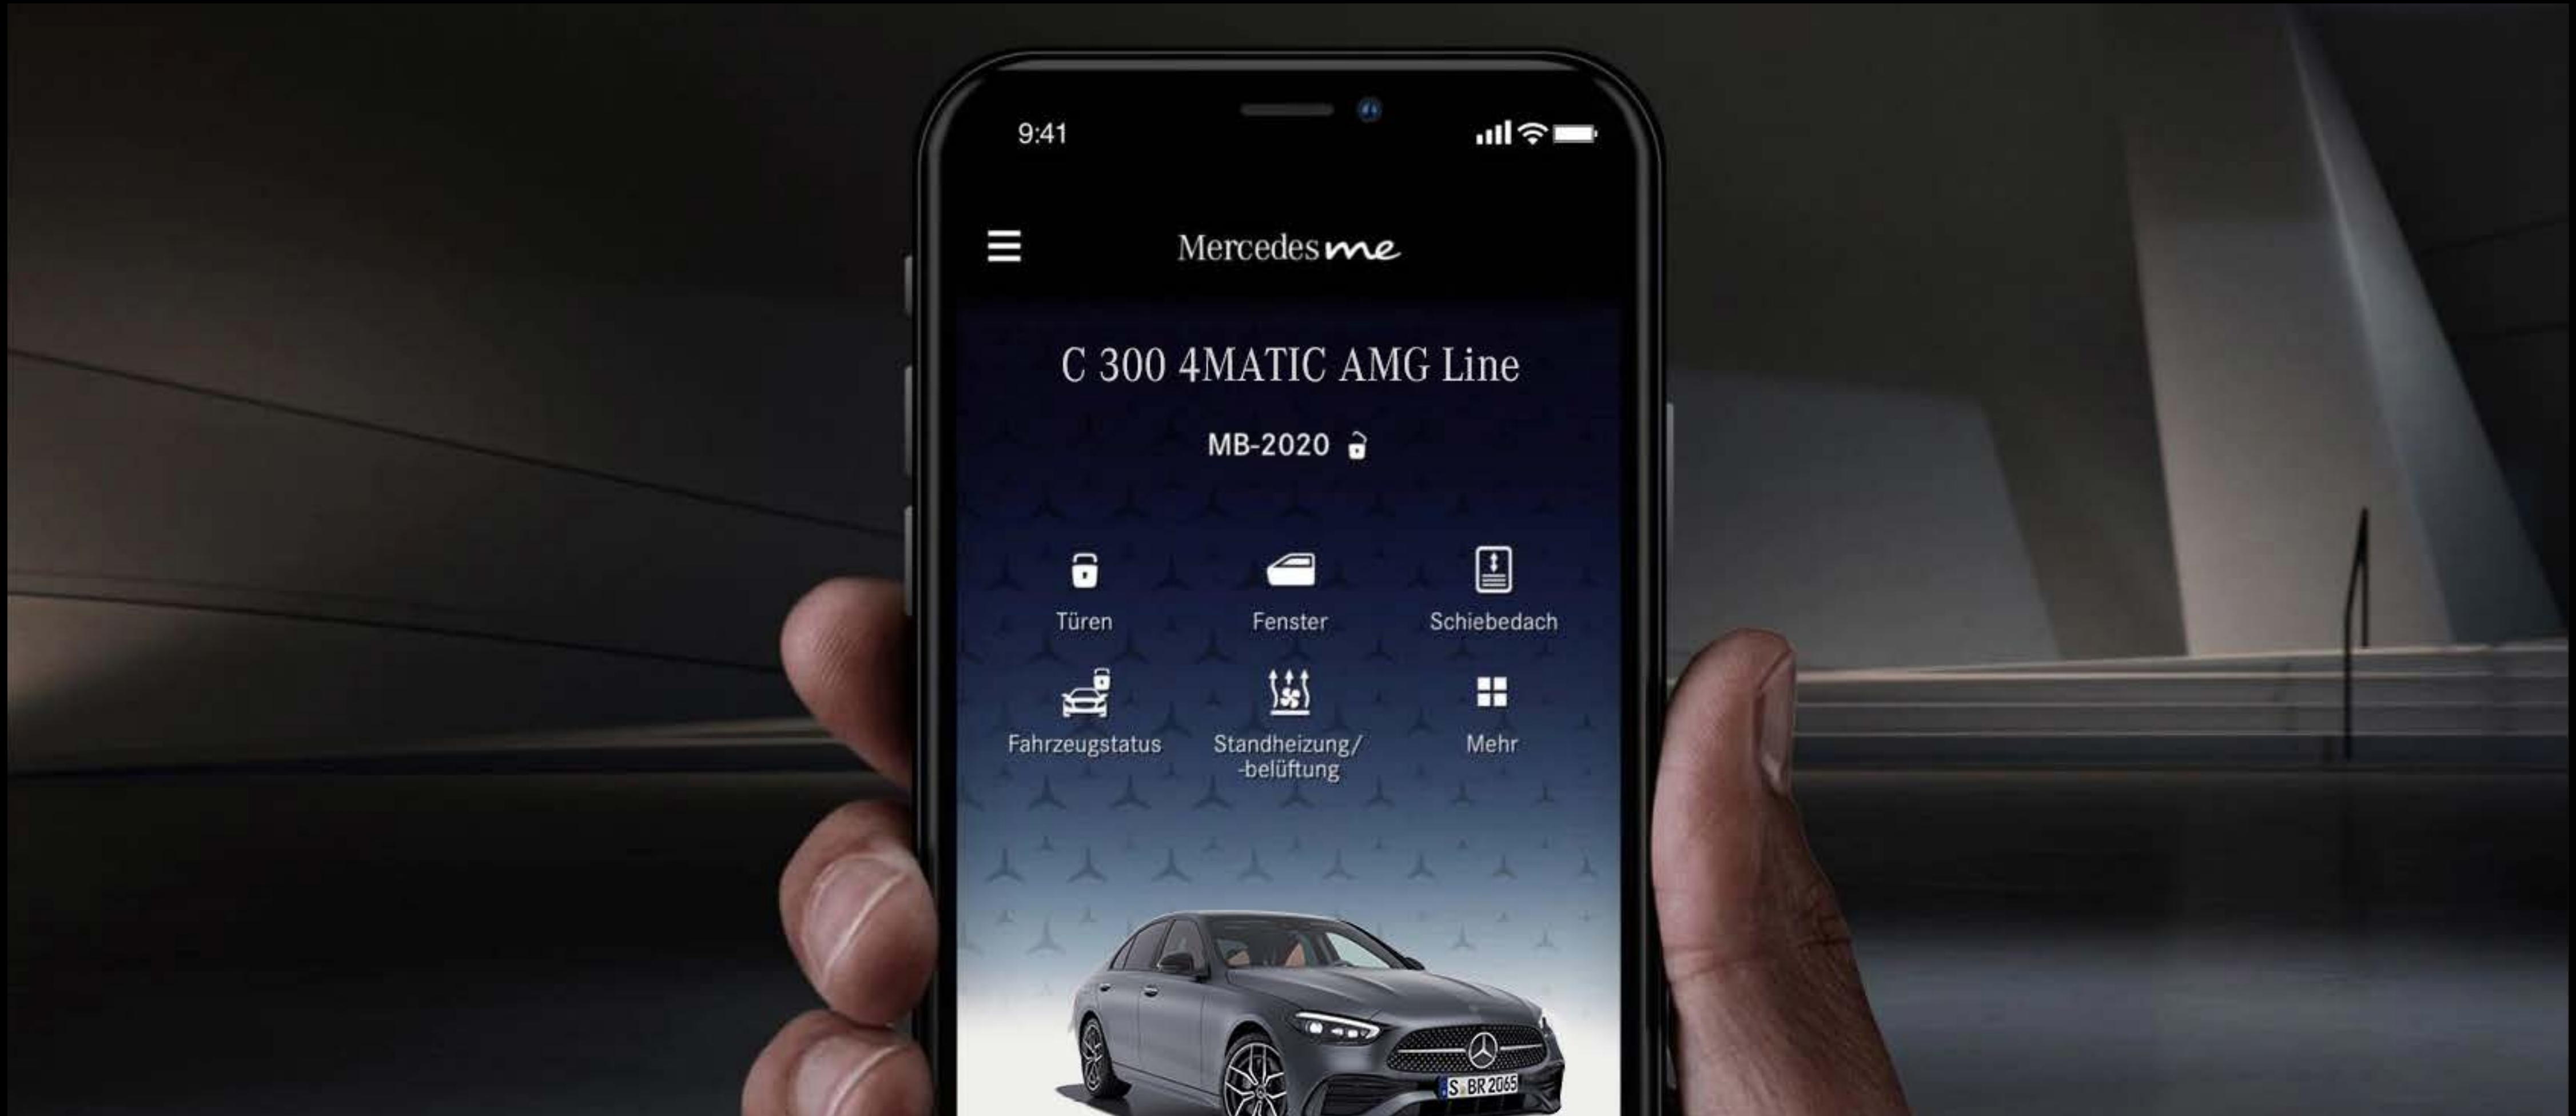 9:41
Mercedes me
C 300 4MATIC AMG Line
MB-2020
Türen
Fenster
Schiebedach
Fahrzeugstatus
Standheizung/
-belüftung
Mehr
S BR 2065